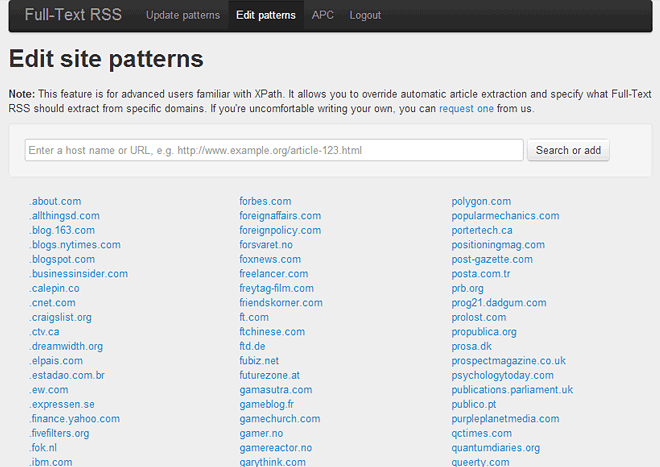 Full-Text RSS Update patterns Edit patterns APC Logout
Edit site patterns
Note: This feature is for advanced users familiar with XPath. It allows you to override automatic article extraction and specify what Full-Text
RSS should extract from specific domains. If you're uncomfortable writing your own, you can request one from us.
Enter a host name or URL, e.g. http://www.example.org/article-123.html Search or add
.about.com
.allthingsd.com
.blog.163.com
.blogs.nytimes.com
.blogspot.com
.businessinsider.com
.calepin.co
.cnet.com
.craigslist.org
.ctv.ca
.dreamwidth.org
.elpais.com
.estadao.com.br
.ew.com
.expressen.se
.finance.yahoo.com
.fivefilters.org
.fok.nl
.ibm.com
forbes.com
foreignaffairs.com
foreignpolicy.com
forsvaret.no
foxnews.com
freelancer.com
freytag-film.com
friendskorner.com
ft.com
ftchinese.com
ftd.de
fubiz.net
futurezone.at
gamasutra.com
gameblog.fr
gamechurch.com
gamer.no
gamereactor.no
garythink.com
polygon.com
popularmechanics.com
portertech.ca
positioningmag.com
post-gazette.com
posta.com.tr
prb.org
prog21.dadgum.com
prolost.com
propublica.org
prosa.dk
prospectmagazine.co.uk
psychologytoday.com
publications.parliament.uk
publico.pt
purpleplanetmedia.com
qctimes.com
quantumdiaries.org
queerty.com